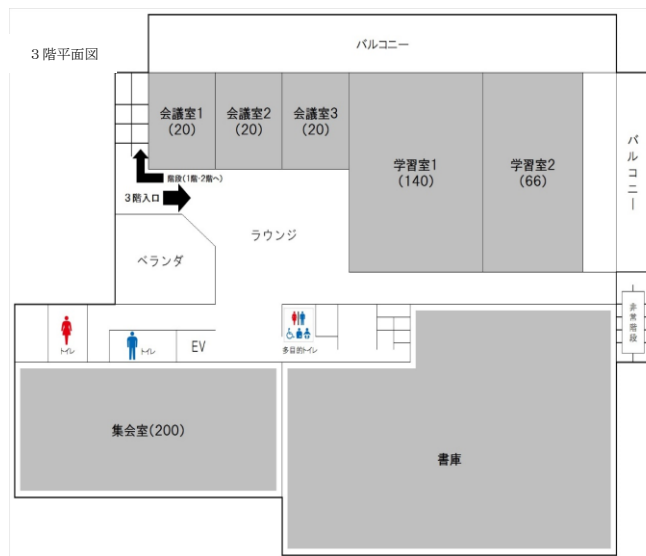 バルコニー
3階平面図
会議室1
(20)
会議室2
(20)
会議室3
(20)
学習室1
(140)
学習室2
(66)
バルコニー
階段(1階-2階へ)
3階入口
ラウンジ
ベランダ
非常階段
トイレ
トイレ
EV
多目的トイレ
集会室(200)
書庫